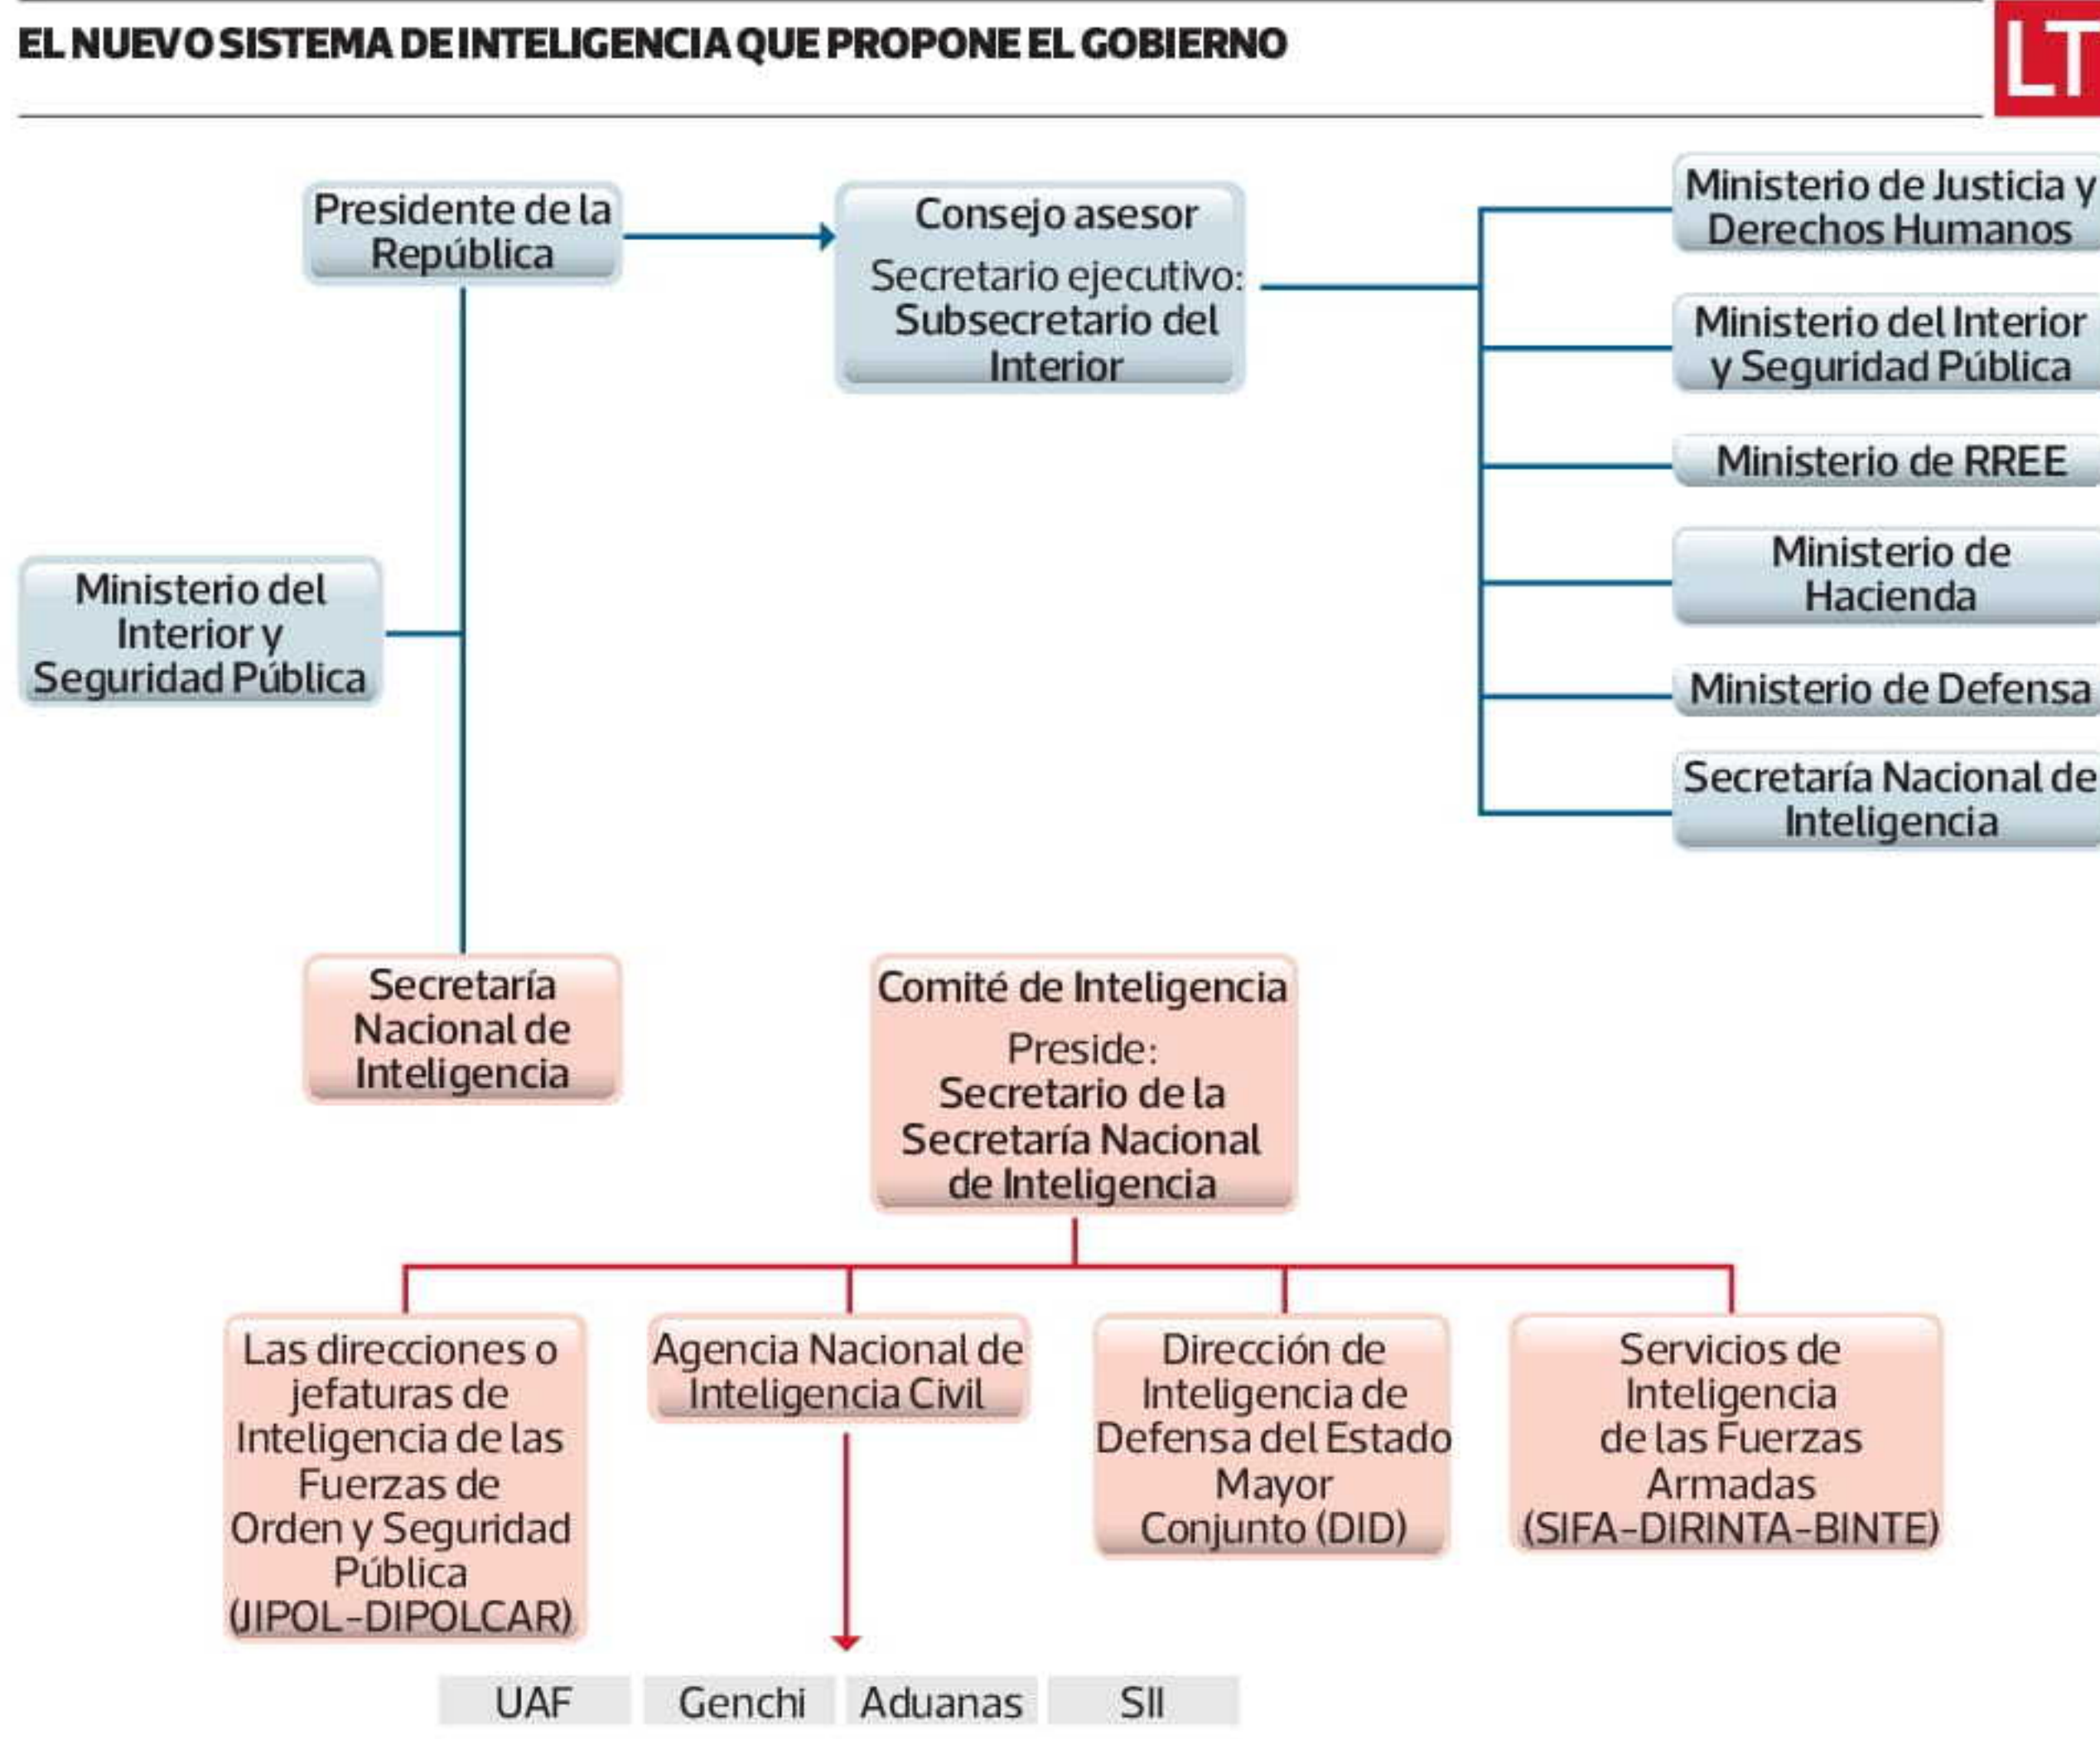 EL NUEVO SISTEMA DE INTELIGENCIA QUE PROPONE EL GOBIERNO
LT
Presidente de la
República
Consejo asesor
Secretario ejecutivo:
Subsecretario del
Interior
Ministerio de Justicia y
Derechos Humanos
Ministerio del Interior
y Seguridad Pública
Ministerio de RREE
Ministerio de
Hacienda
Ministerio de Defensa
Secretaría Nacional de
Inteligencia
Ministerio del
Interior y
Seguridad Pública
Secretaría
Nacional de
Inteligencia
Comité de Inteligencia
Preside:
Secretario de la
Secretaría Nacional
de Inteligencia
Las direcciones o
jefaturas de
Inteligencia de las
Fuerzas de
Orden y Seguridad
Pública
(JIPOL-DIPOLCAR)
Agencia Nacional de
Inteligencia Civil
Dirección de
Inteligencia de
Defensa del Estado
Mayor
Conjunto (DID)
Servicios de
Inteligencia
de las Fuerzas
Armadas
(SIFA-DIRINTA-BINTE)
UAF
Genchi
Aduanas
SII